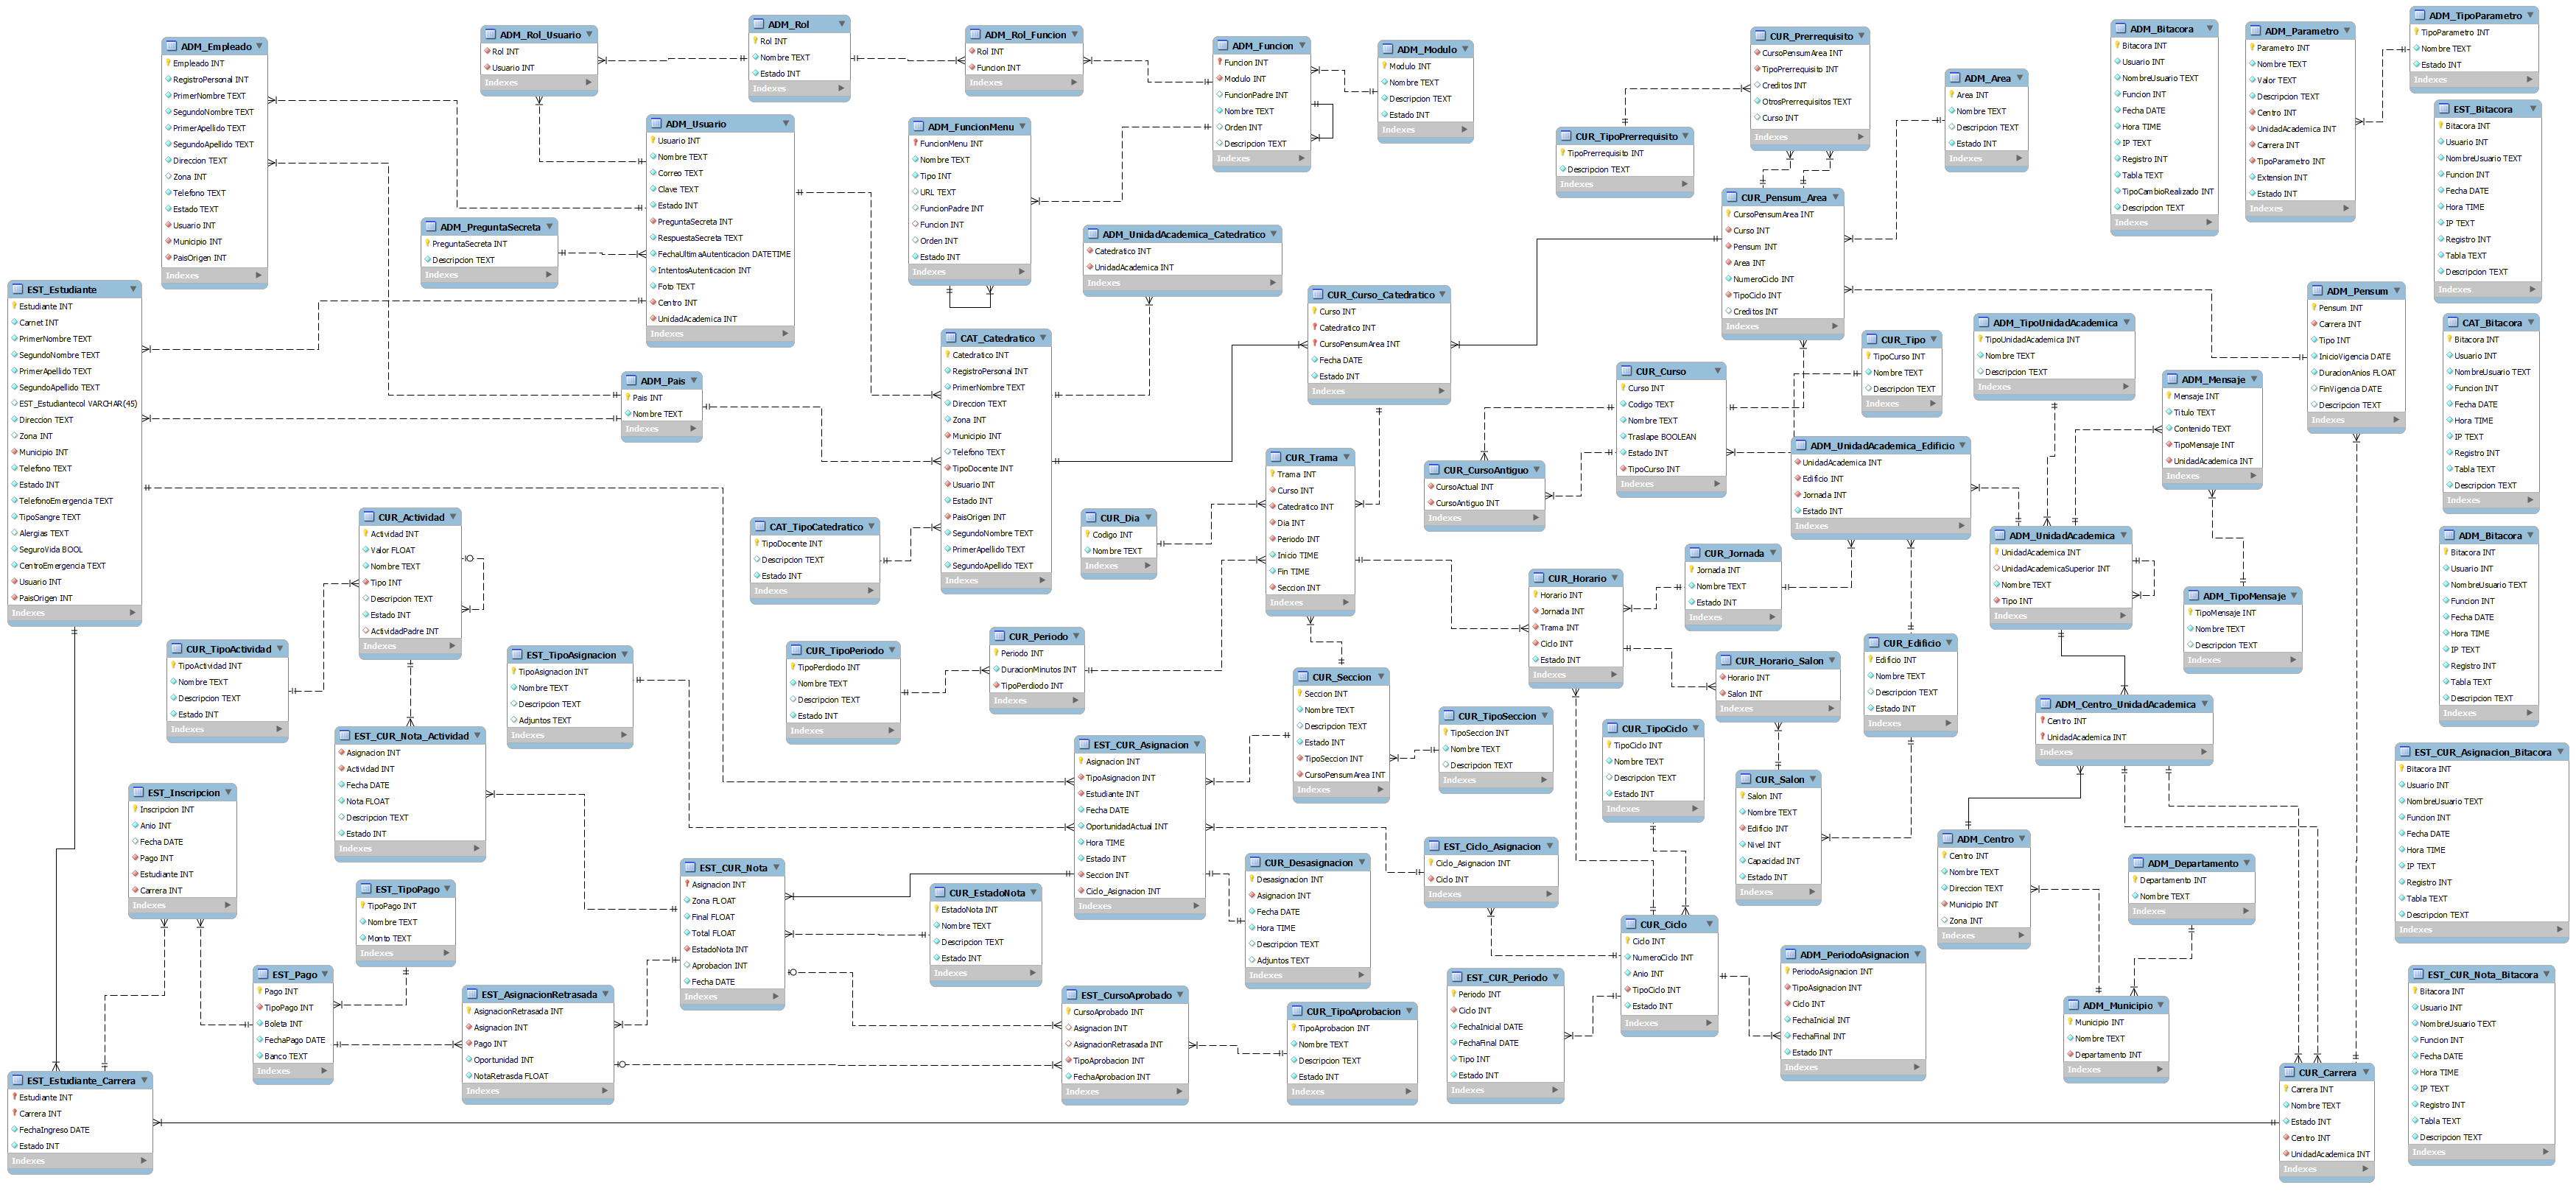 ADM_Empleado
Empleado INT
RegistroPersonal INT
PrimerNombre TEXT
SegundoNombre TEXT
PrimerApellido TEXT
SegundoApellido TEXT
Direccion TEXT
Zona INT
Telefono TEXT
Estado TEXT
Usuario INT
Municipio INT
PaisOrigen INT
Indexes
ADM_Rol_Usuario
Rol INT
Usuario INT
Indexes
ADM_Rol
Rol INT
Nombre TEXT
Estado INT
Indexes
ADM_Rol_Funcion
Rol INT
Funcion INT
Indexes
ADM_Funcion
Funcion INT
Modulo INT
FuncionPadre INT
Nombre TEXT
Orden INT
Descripcion TEXT
Indexes
ADM_Modulo
Modulo INT
Nombre TEXT
Descripcion TEXT
Estado INT
Indexes
CUR_Prerrequisito
CursoPensumArea INT
TipoPrerrequisito INT
Creditos INT
OtrosPrerrequisitos TEXT
Curso INT
Indexes
ADM_Area
Area INT
Nombre TEXT
Descripcion TEXT
Estado INT
Indexes
ADM_Bitacora
Bitacora INT
Usuario INT
NombreUsuario TEXT
Funcion INT
Fecha DATE
Hora TIME
IP TEXT
Registro INT
Tabla TEXT
TipoCambioRealizado INT
Descripcion TEXT
Indexes
ADM_Parametro
Parametro INT
Nombre TEXT
Valor TEXT
Descripcion TEXT
Centro INT
UnidadAcademica INT
Carrera INT
TipoParametro INT
Extension INT
Estado INT
Indexes
ADM_TipoParametro
TipoParametro INT
Nombre TEXT
Estado INT
Indexes
EST_Bitacora
Bitacora INT
Usuario INT
NombreUsuario TEXT
Funcion INT
Fecha DATE
Hora TIME
IP TEXT
Registro INT
Tabla TEXT
Descripcion TEXT
Indexes
ADM_Usuario
Usuario INT
Nombre TEXT
Correo TEXT
Clave TEXT
Estado INT
PreguntaSecreta INT
RespuestaSecreta TEXT
FechaUltimaAutenticacion DATETIME
IntentosAutenticacion INT
Foto TEXT
Centro INT
UnidadAcademica INT
Indexes
ADM_FuncionMenu
FuncionMenu INT
Nombre TEXT
Tipo INT
URL TEXT
FuncionPadre INT
Funcion INT
Orden INT
Estado INT
Indexes
CUR_TipoPrerrequisito
TipoPrerrequisito INT
Descripcion TEXT
Indexes
CUR_Pensum_Area
CursoPensumArea INT
Curso INT
Pensum INT
Area INT
NumeroCiclo INT
TipoCiclo INT
Creditos INT
Indexes
ADM_PreguntaSecreta
PreguntaSecreta INT
Descripcion TEXT
Indexes
ADM_UnidadAcademica_Catedratico
Catedratico INT
UnidadAcademica INT
Indexes
EST_Estudiante
Estudiante INT
Carnet INT
PrimerNombre TEXT
SegundoNombre TEXT
PrimerApellido TEXT
SegundoApellido TEXT
EST_Estudiantecol VARCHAR(45)
Direccion TEXT
Zona INT
Municipio INT
Telefono TEXT
Estado INT
TelefonoEmergencia TEXT
TipoSangre TEXT
Alergias TEXT
SeguroVida BOOL
CentroEmergencia TEXT
Usuario INT
PaisOrigen INT
Indexes
CUR_Curso_Catedratico
Curso INT
Catedratico INT
CursoPensumArea INT
Fecha DATE
Estado INT
Indexes
CAT_Catedratico
Catedratico INT
RegistroPersonal INT
PrimerNombre TEXT
Direccion TEXT
Zona INT
Municipio INT
Telefono TEXT
TipoDocente INT
Usuario INT
Estado INT
PaisOrigen INT
SegundoNombre TEXT
PrimerApellido TEXT
SegundoApellido TEXT
Indexes
ADM_Pais
Pais INT
Nombre TEXT
Indexes
CUR_Tipo
TipoCurso INT
Nombre TEXT
Descripcion TEXT
Indexes
ADM_TipoUnidadAcademica
TipoUnidadAcademica INT
Nombre TEXT
Descripcion TEXT
Indexes
ADM_Pensum
Pensum INT
Carrera INT
Tipo INT
InicioVigencia DATE
DuracionAnios FLOAT
FinVigencia DATE
Descripcion TEXT
Indexes
CAT_Bitacora
Bitacora INT
Usuario INT
NombreUsuario TEXT
Funcion INT
Fecha DATE
Hora TIME
IP TEXT
Registro INT
Tabla TEXT
Descripcion TEXT
Indexes
CUR_Curso
Curso INT
Codigo TEXT
Nombre TEXT
Traslape BOOLEAN
Estado INT
TipoCurso INT
Indexes
ADM_Mensaje
Mensaje INT
Titulo TEXT
Contenido TEXT
TipoMensaje INT
UnidadAcademica INT
Indexes
CUR_CursoAntiguo
CursoActual INT
CursoAntiguo INT
Indexes
ADM_UnidadAcademica_Edificio
UnidadAcademica INT
Edificio INT
Jornada INT
Estado INT
Indexes
CUR_Trama
Trama INT
Curso INT
Catedratico INT
Dia INT
Periodo INT
Inicio TIME
Fin TIME
Seccion INT
Indexes
CUR_Actividad
Actividad INT
Valor FLOAT
Nombre TEXT
Tipo INT
Descripcion TEXT
Estado INT
ActividadPadre INT
Indexes
CAT_TipoCatedratico
TipoDocente INT
Descripcion TEXT
Estado INT
Indexes
CUR_Dia
Codigo INT
Nombre TEXT
Indexes
CUR_Horario
Horario INT
Jornada INT
Trama INT
Ciclo INT
Estado INT
Indexes
CUR_Jornada
Jornada INT
Nombre TEXT
Estado INT
Indexes
ADM_UnidadAcademica
UnidadAcademica INT
UnidadAcademicaSuperior INT
Nombre TEXT
Tipo INT
Indexes
ADM_TipoMensaje
TipoMensaje INT
Nombre TEXT
Descripcion TEXT
Indexes
ADM_Bitacora
Bitacora INT
Usuario INT
NombreUsuario TEXT
Funcion INT
Fecha DATE
Hora TIME
IP TEXT
Registro INT
Tabla TEXT
Descripcion TEXT
Indexes
CUR_TipoActividad
TipoActividad INT
Nombre TEXT
Descripcion TEXT
Estado INT
Indexes
EST_TipoAsignacion
TipoAsignacion INT
Nombre TEXT
Descripcion TEXT
Adjuntos TEXT
Indexes
CUR_TipoPeriodo
TipoPerdiodo INT
Nombre TEXT
Descripcion TEXT
Estado INT
Indexes
CUR_Periodo
Periodo INT
DuracionMinutos INT
TipoPerdiodo INT
Indexes
CUR_Seccion
Seccion INT
Nombre TEXT
Descripcion TEXT
Estado INT
TipoSeccion INT
CursoPensumArea INT
Indexes
CUR_Horario_Salon
Horario INT
Salon INT
Indexes
CUR_Edificio
Edificio INT
Nombre TEXT
Descripcion TEXT
Estado INT
Indexes
EST_CUR_Nota_Actividad
Asignacion INT
Actividad INT
Fecha DATE
Nota FLOAT
Descripcion TEXT
Estado INT
Indexes
EST_CUR_Asignacion
Asignacion INT
TipoAsignacion INT
Estudiante INT
Fecha DATE
OportunidadActual INT
Hora TIME
Estado INT
Seccion INT
Ciclo_Asignacion INT
Indexes
CUR_TipoSeccion
TipoSeccion INT
Nombre TEXT
Descripcion TEXT
Indexes
CUR_TipoCiclo
TipoCiclo INT
Nombre TEXT
Descripcion TEXT
Estado INT
Indexes
ADM_Centro_UnidadAcademica
Centro INT
UnidadAcademica INT
Indexes
EST_CUR_Asignacion_Bitacora
Bitacora INT
Usuario INT
NombreUsuario TEXT
Funcion INT
Fecha DATE
Hora TIME
IP TEXT
Registro INT
Tabla TEXT
Descripcion TEXT
Indexes
EST_Inscripcion
Inscripcion INT
Anio INT
Fecha DATE
Pago INT
Estudiante INT
Carrera INT
Indexes
CUR_Salon
Salon INT
Nombre TEXT
Edificio INT
Nivel INT
Capacidad INT
Estado INT
Indexes
EST_TipoPago
TipoPago INT
Nombre TEXT
Monto TEXT
Indexes
EST_CUR_Nota
Asignacion INT
Zona FLOAT
Final FLOAT
Total FLOAT
EstadoNota INT
Aprobacion INT
Fecha DATE
Indexes
CUR_EstadoNota
EstadoNota INT
Nombre TEXT
Descripcion TEXT
Estado INT
Indexes
CUR_Desasignacion
Desasignacion INT
Asignacion INT
Fecha DATE
Hora TIME
Descripcion TEXT
Adjuntos TEXT
Indexes
EST_Ciclo_Asignacion
Ciclo_Asignacion INT
Ciclo INT
Indexes
ADM_Centro
Centro INT
Nombre TEXT
Direccion TEXT
Municipio INT
Zona INT
Indexes
ADM_Departamento
Departamento INT
Nombre TEXT
Indexes
CUR_Ciclo
Ciclo INT
NumeroCiclo INT
Anio INT
TipoCiclo INT
Estado INT
Indexes
ADM_PeriodoAsignacion
PeriodoAsignacion INT
TipoAsignacion INT
Ciclo INT
FechaInicial INT
FechaFinal INT
Estado INT
Indexes
EST_Pago
Pago INT
TipoPago INT
Boleta INT
FechaPago DATE
Banco TEXT
Indexes
EST_AsignacionRetrasada
AsignacionRetrasada INT
Asignacion INT
Pago INT
Oportunidad INT
NotaRetrasda FLOAT
Indexes
EST_CursoAprobado
CursoAprobado INT
Asignacion INT
AsignacionRetrasada INT
TipoAprobacion INT
FechaAprobacion INT
Indexes
CUR_TipoAprobacion
TipoAprobacion INT
Nombre TEXT
Descripcion TEXT
Estado INT
Indexes
EST_CUR_Periodo
Periodo INT
Ciclo INT
FechaInicial DATE
FechaFinal DATE
Tipo INT
Estado INT
Indexes
ADM_Municipio
Municipio INT
Nombre TEXT
Departamento INT
Indexes
EST_CUR_Nota_Bitacora
Bitacora INT
Usuario INT
NombreUsuario TEXT
Funcion INT
Fecha DATE
Hora TIME
IP TEXT
Registro INT
Tabla TEXT
Descripcion TEXT
Indexes
EST_Estudiante_Carrera
Estudiante INT
Carrera INT
FechaIngreso DATE
Estado INT
Indexes
CUR_Carrera
Carrera INT
Nombre TEXT
Estado INT
Centro INT
UnidadAcademica INT
Indexes